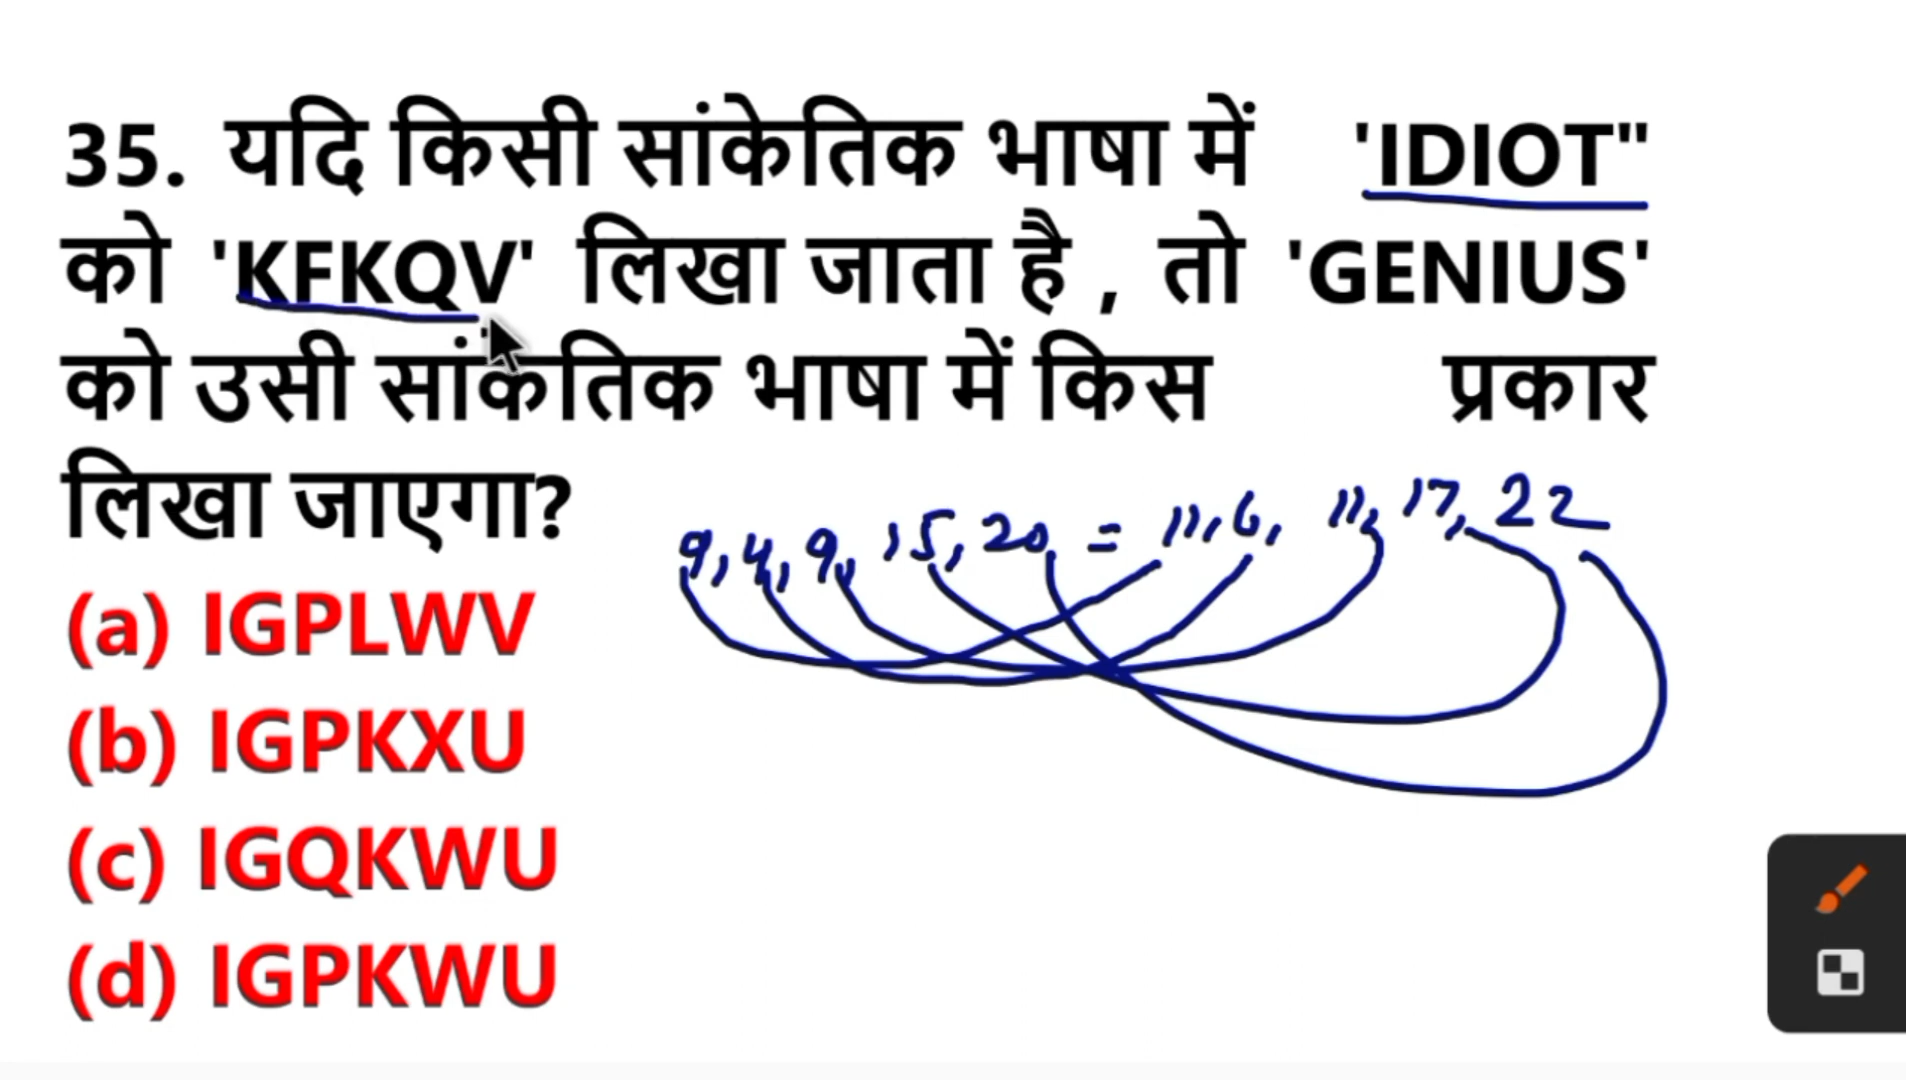 35. यदि किसी सांकेतिक भाषा में 'IDIOT"
को 'KFKQV' लिखा जाता है , तो 'GENIUS'
को उसी सांकेतिक भाषा में किस प्रकार
लिखा जाएगा?
9, 4, 9, 15, 20 = 11, 6, 11, 17, 22
(a) IGPLWV
(b) IGPKXU
(c) IGQKWU
(d) IGPKWU